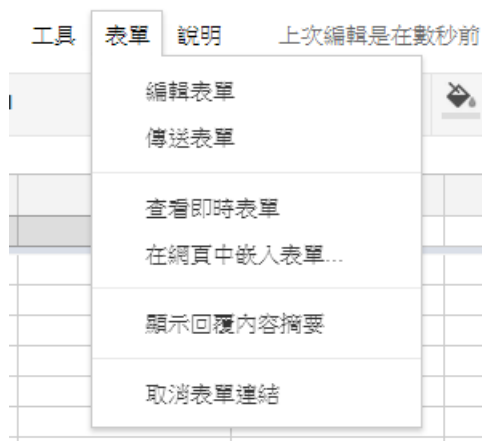 工具 表單 說明 上次編輯是在數秒前
編輯表單
傳送表單
查看即時表單
在網頁中嵌入表單...
顯示回覆內容摘要
取消表單連結